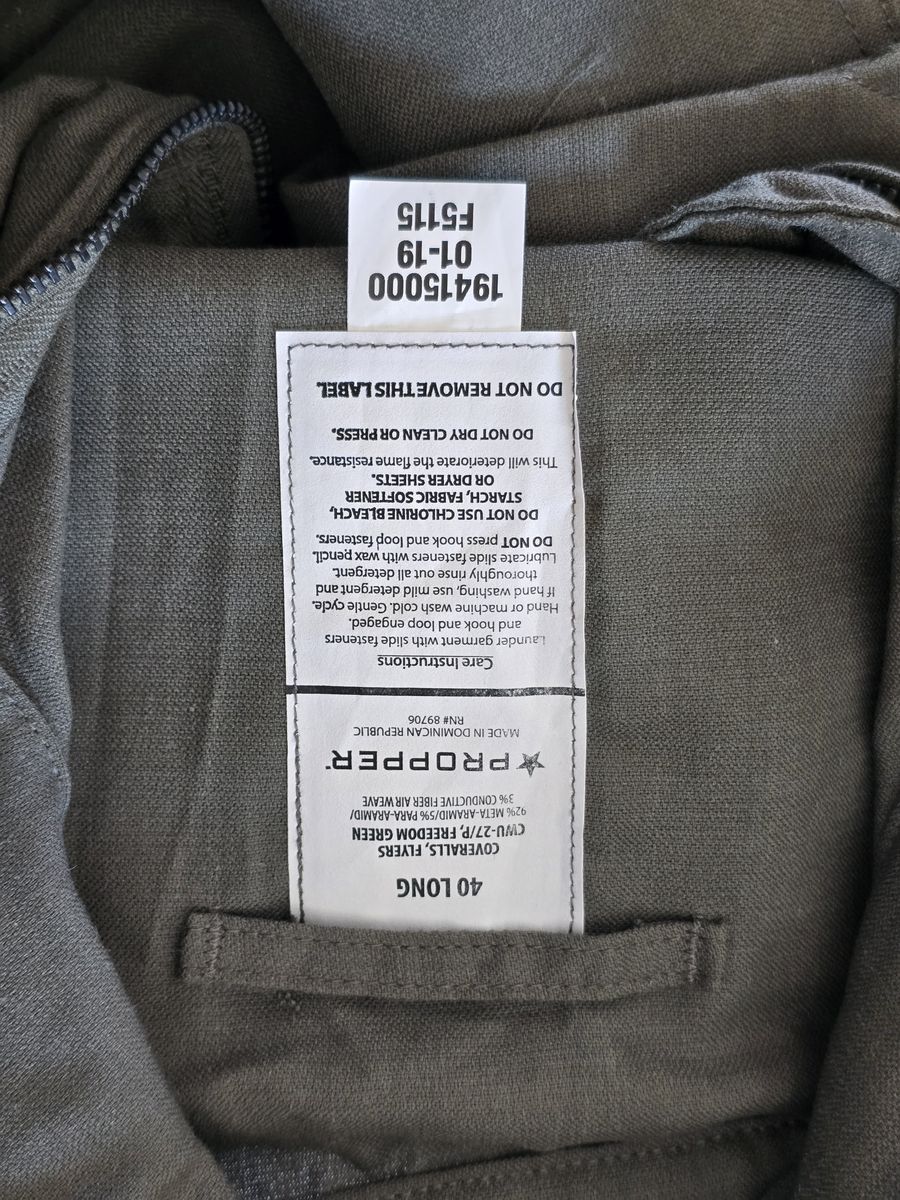 40 LONG
COVERALLS, FLYERS
CWU-27/P, FREEDOM GREEN
92% META-ARAMID/5% PARA-ARAMID/
3% CONDUCTIVE FIBER AIR WEAVE
PROPPER
MADE IN DOMINICAN REPUBLIC
RN# 89706
Care Instructions
Launder garment with slide fasteners
and hook and loop engaged.
Hand or machine wash cold. Gentle cycle.
If hand washing, use mild detergent and
thoroughly rinse out all detergent.
Lubricate slide fasteners with wax pencil.
DO NOT press hook and loop fasteners.
DO NOT USE CHLORINE BLEACH,
STARCH, FABRIC SOFTENER
OR DRYER SHEETS.
This will deteriorate the flame resistance.
DO NOT DRY CLEAN OR PRESS.
DO NOT REMOVE THIS LABEL.
19415000
01-19
F5115